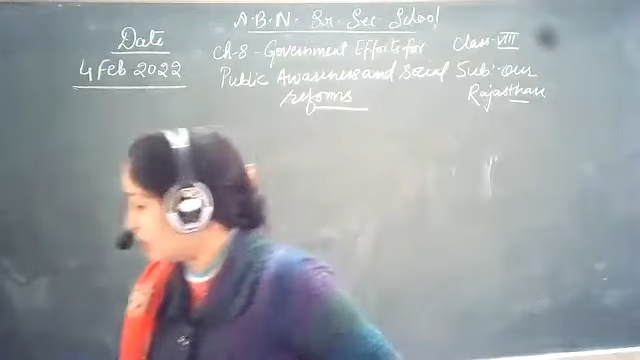 A.B.N. Sr. Sec. School
Date
4 Feb 2022
Ch-8 - Government Efforts for
Public Awareness and Social
reforms
Class-VIII
Sub:-Our
Rajasthan